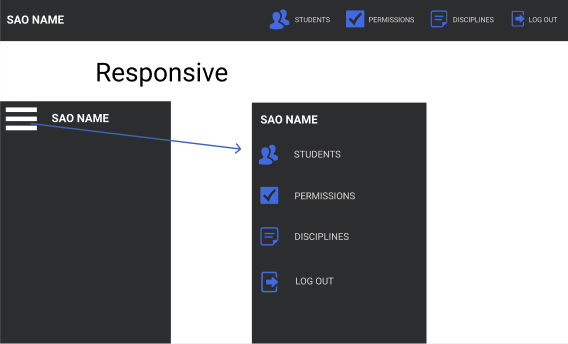 SAO NAME
STUDENTS
PERMISSIONS
DISCIPLINES
LOG OUT
Responsive
SAO NAME
SAO NAME
STUDENTS
PERMISSIONS
DISCIPLINES
LOG OUT